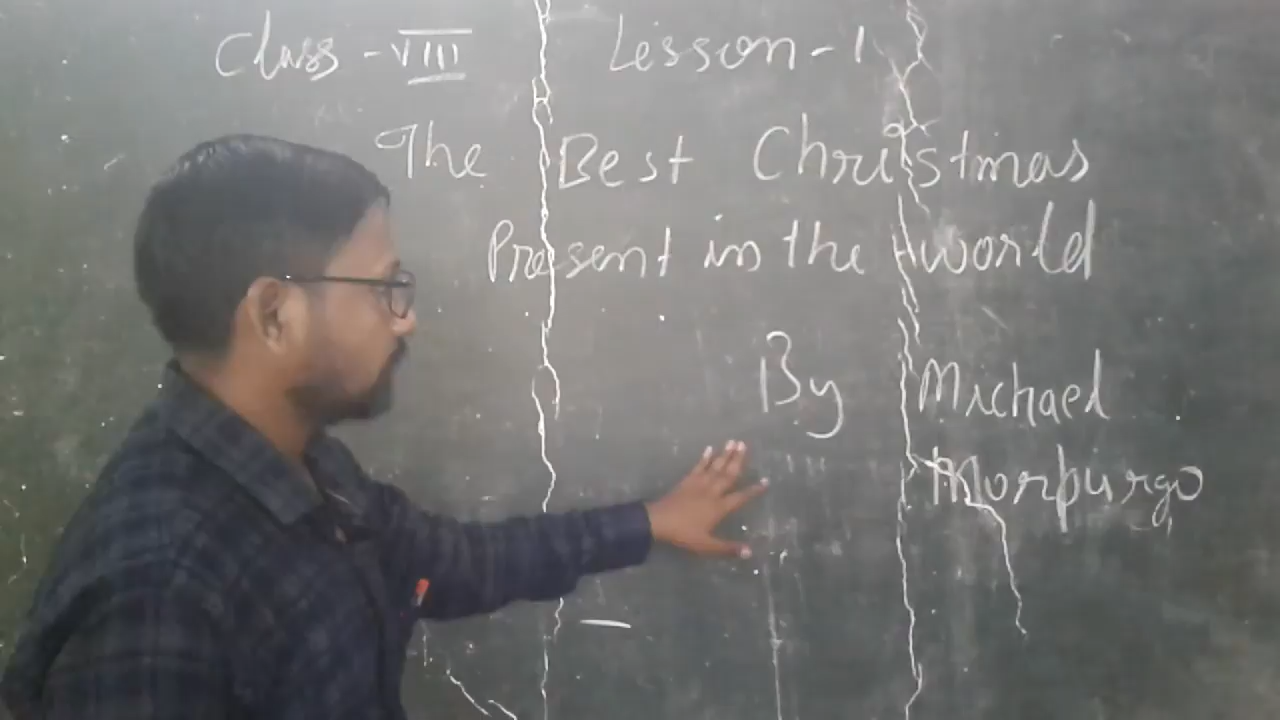 Class - VIII Lesson - 1
The Best Christmas
Present in the world
By Michael
Morpurgo